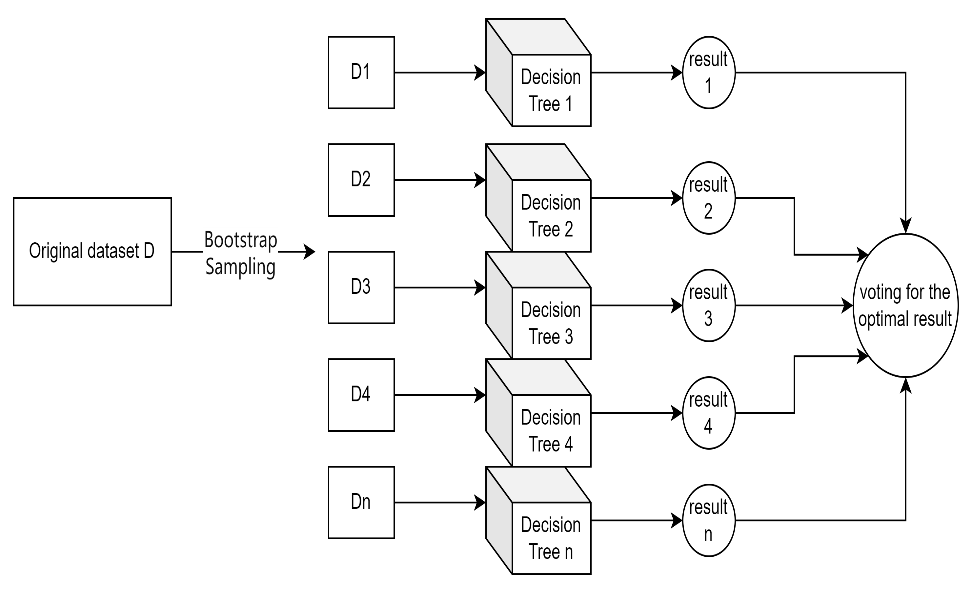 D1
Decision
Tree 1
result
1
D2
Decision
Tree 2
result
2
Original dataset D
Bootstrap
Sampling
D3
Decision
Tree 3
result
3
voting for the
optimal result
D4
Decision
Tree 4
result
4
Dn
Decision
Tree n
result
n